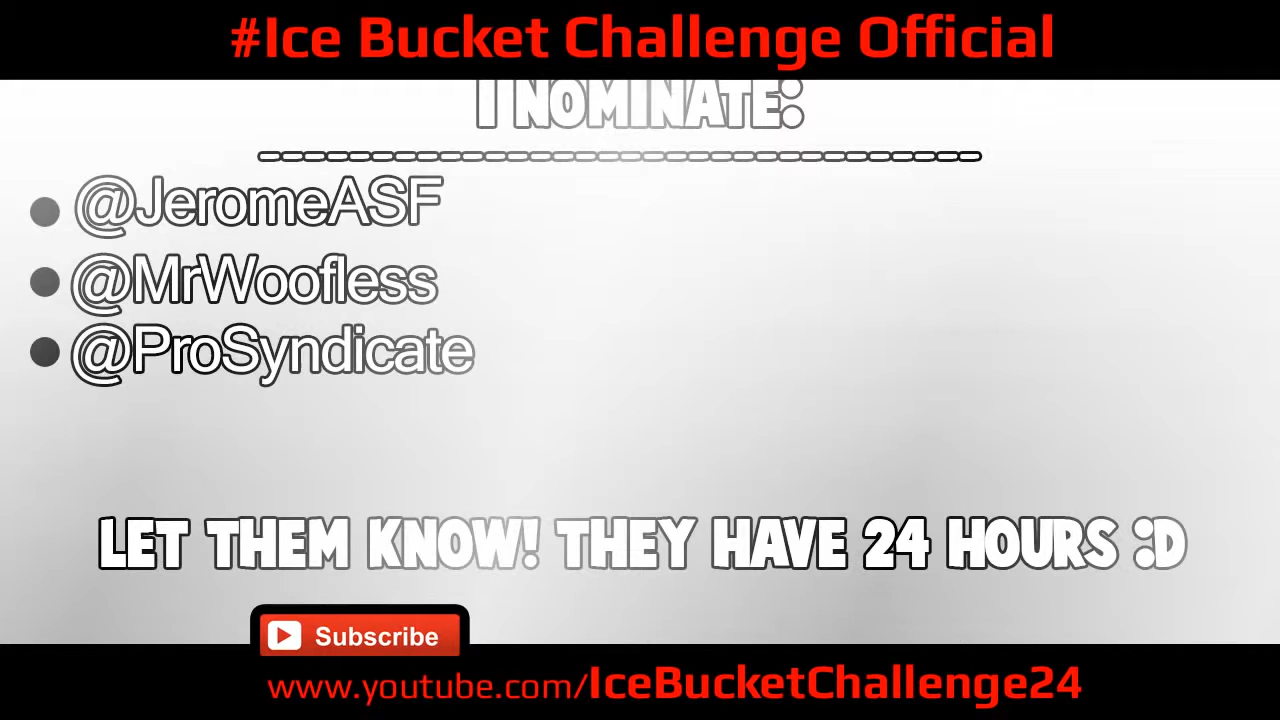 #Ice Bucket Challenge Official
I NOMINATE:
--------------------------------
@JeromeASF
@MrWoofless
@ProSyndicate
LET THEM KNOW! THEY HAVE 24 HOURS :D
Subscribe
www.youtube.com/IceBucketChallenge24